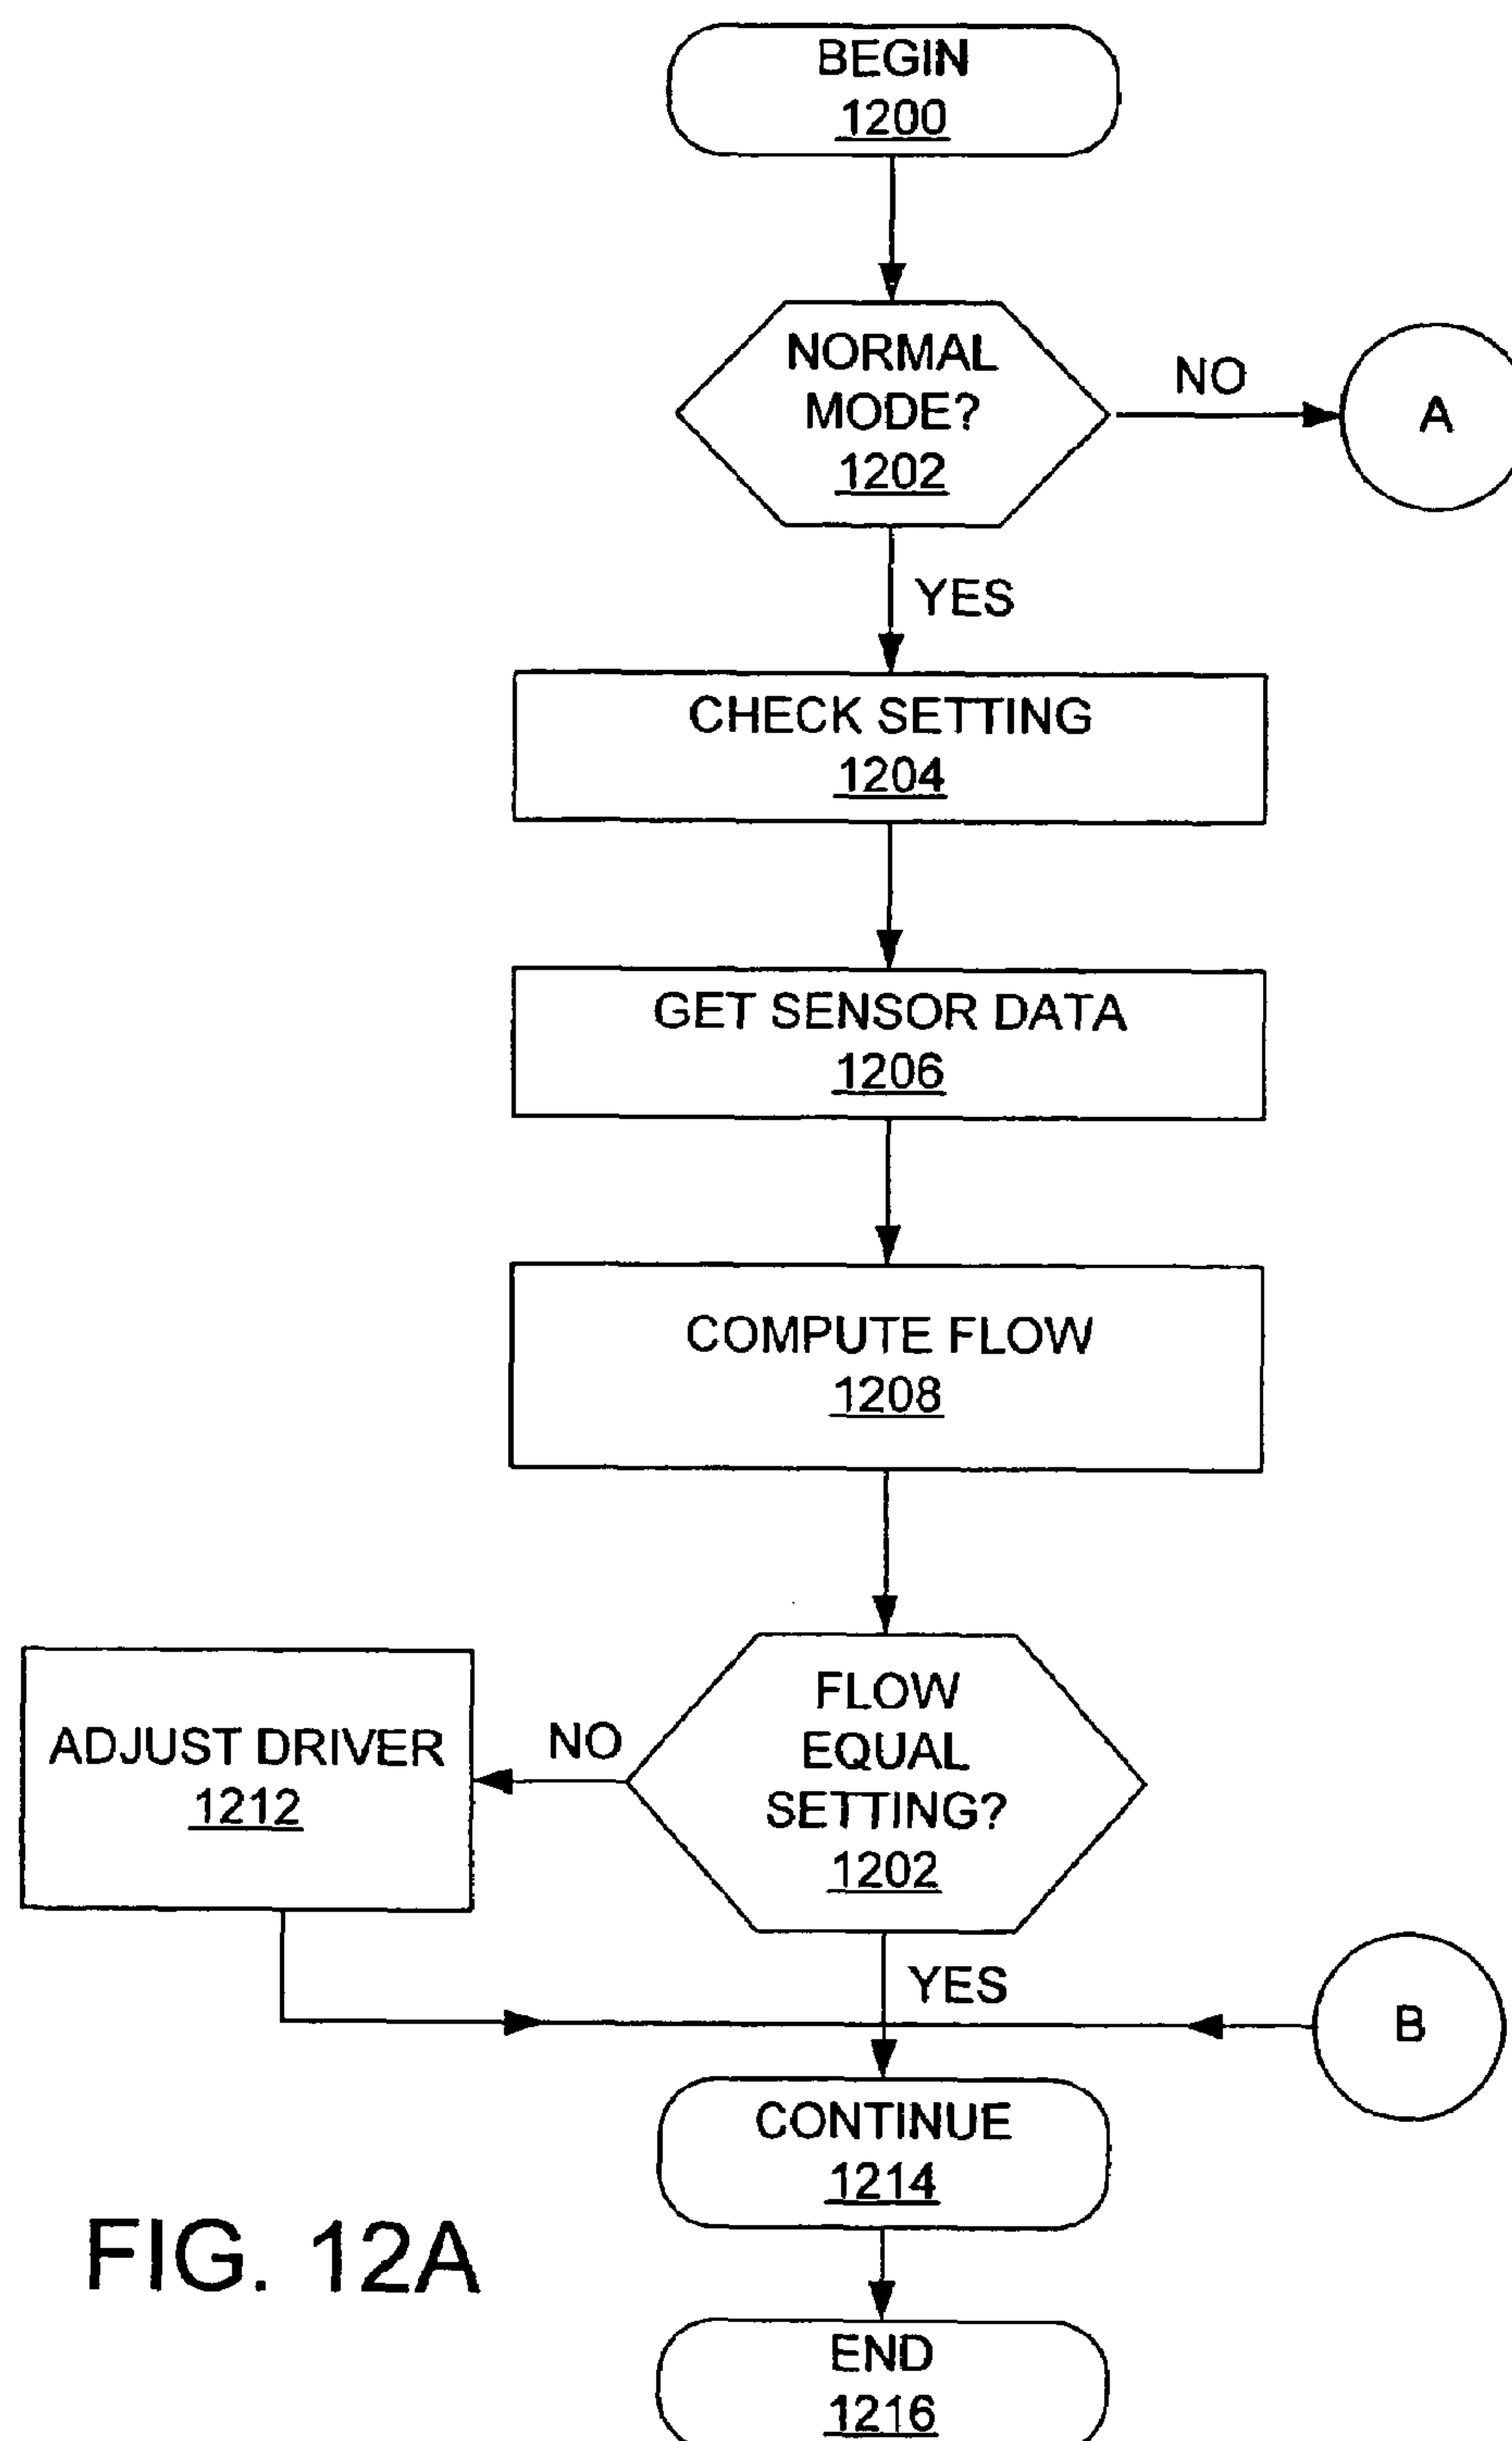 BEGIN
1200
NORMAL
MODE?
1202
NO
A
YES
CHECK SETTING
1204
GET SENSOR DATA
1206
COMPUTE FLOW
1208
FLOW
EQUAL
SETTING?
1202
NO
ADJUST DRIVER
1212
YES
B
CONTINUE
1214
FIG. 12A
END
1216